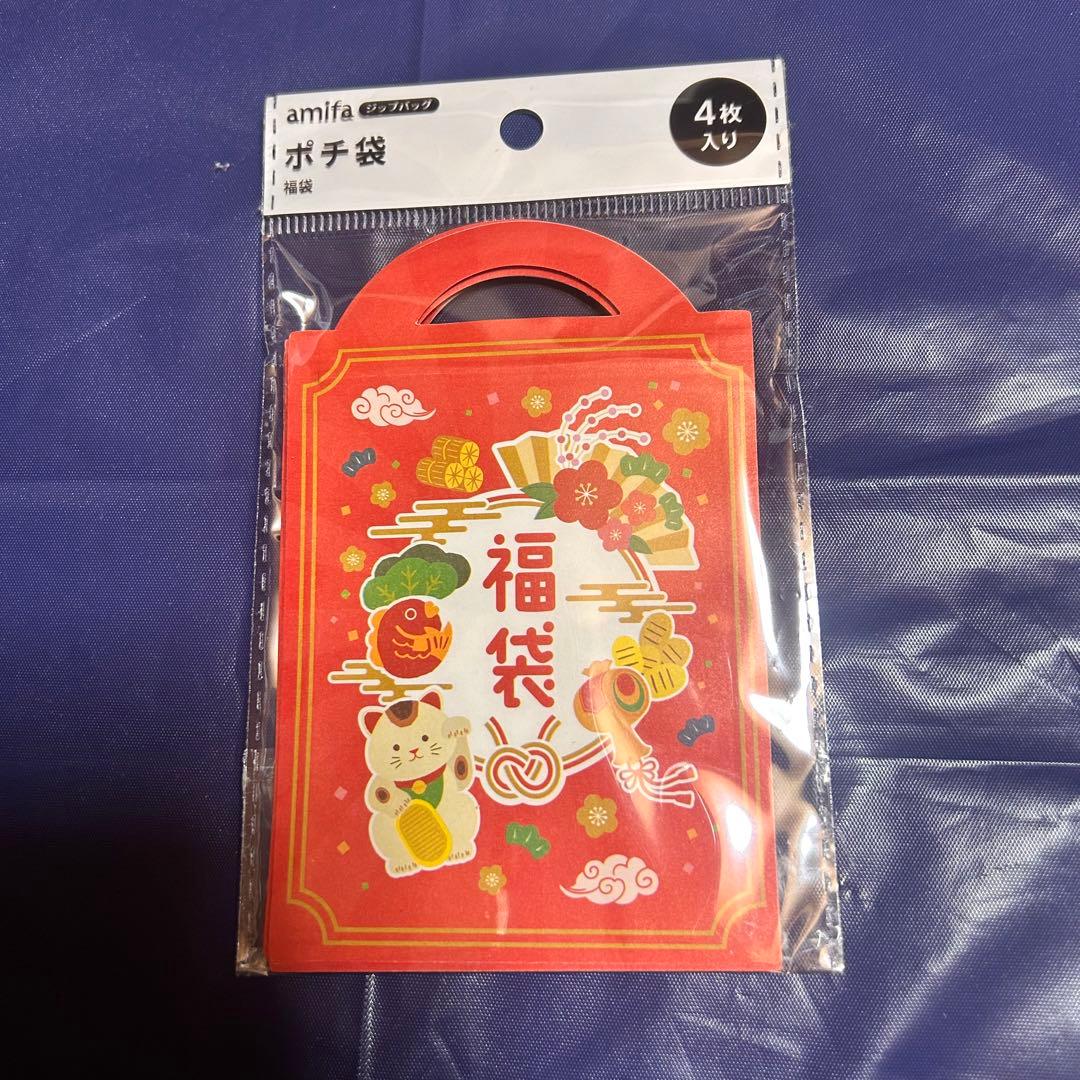 amifa ジップバッグ
ポチ袋
福袋
4枚
入り
福袋